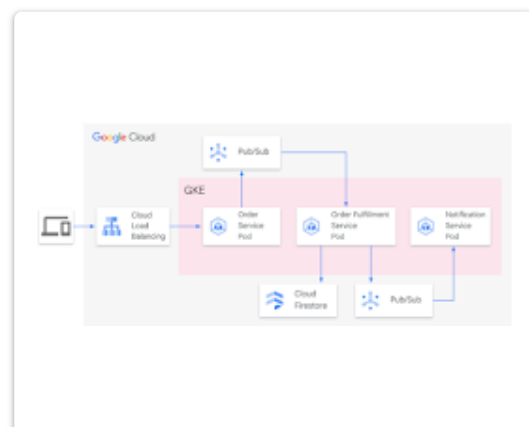 Google Cloud
Pub/Sub
GKE
Cloud
Load
Balancing
Order
Service
Pod
Order Fulfillment
Service
Pod
Notification
Service
Pod
Cloud
Firestore
Pub/Sub